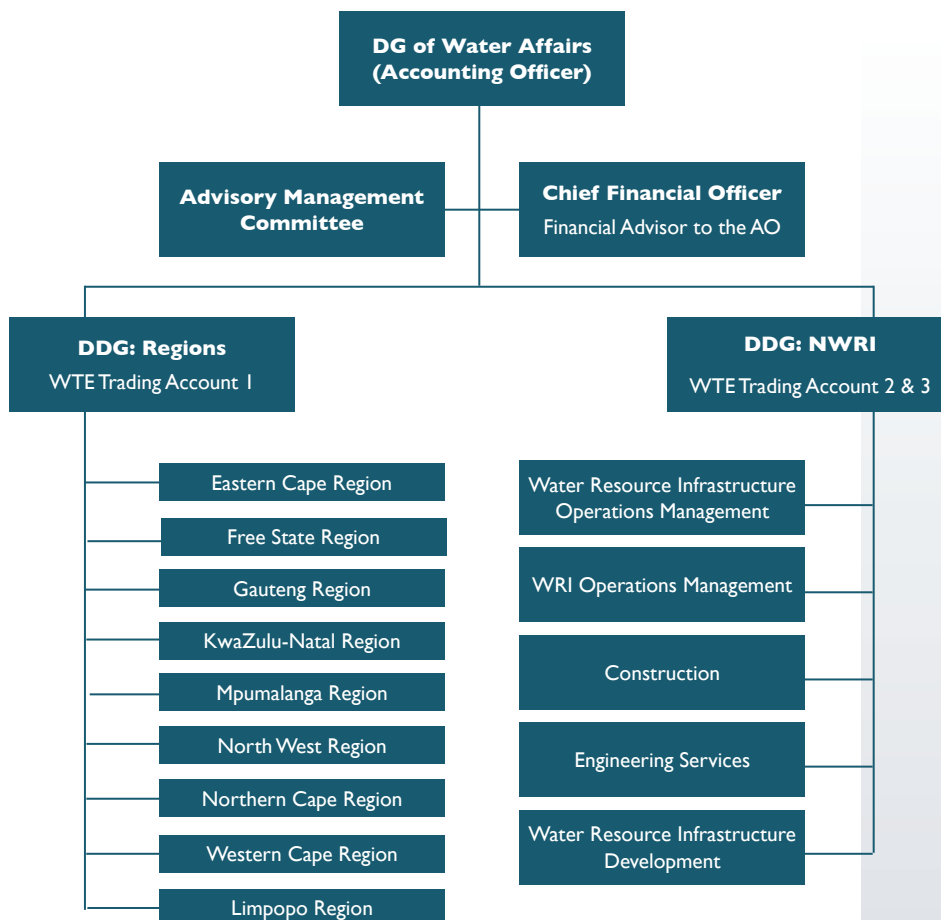 DG of Water Affairs
(Accounting Officer)
Advisory Management
Committee
Chief Financial Officer
Financial Advisor to the AO
DDG: Regions
WTE Trading Account 1
DDG: NWRI
WTE Trading Account 2 & 3
Eastern Cape Region
Free State Region
Gauteng Region
KwaZulu-Natal Region
Mpumalanga Region
North West Region
Northern Cape Region
Western Cape Region
Limpopo Region
Water Resource Infrastructure
Operations Management
WRI Operations Management
Construction
Engineering Services
Water Resource Infrastructure
Development